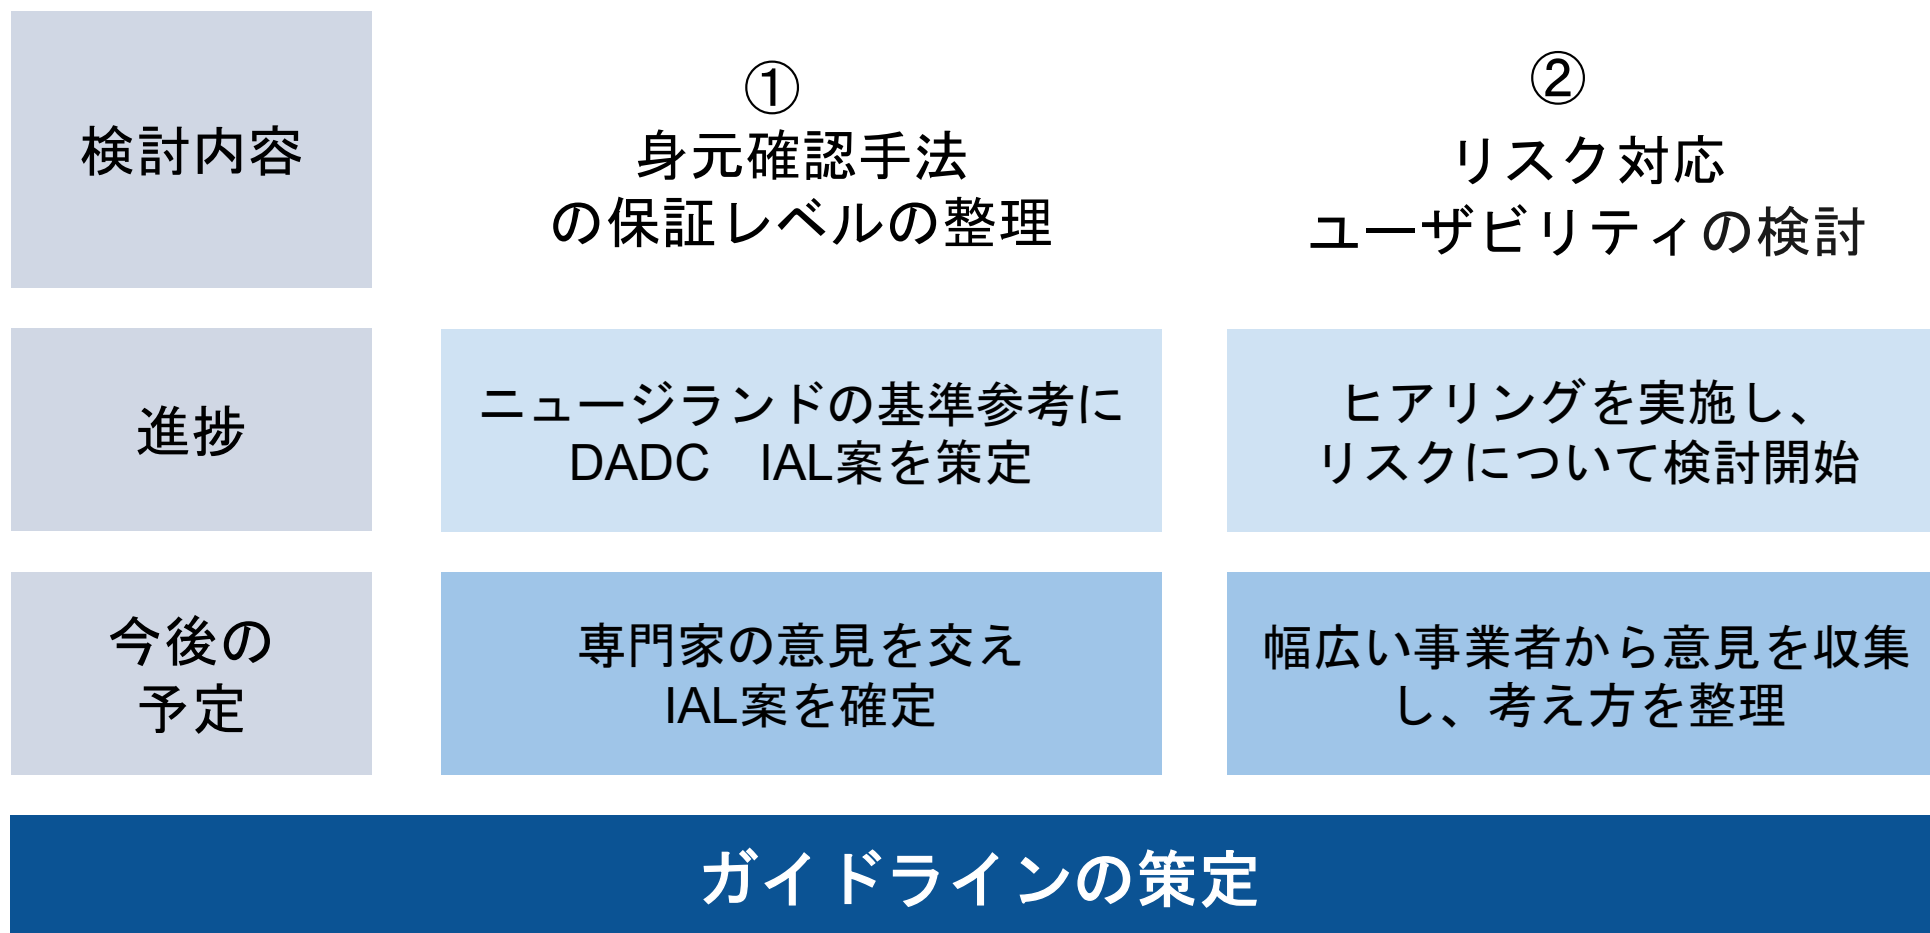 検討内容
①
身元確認手法
の保証レベルの整理
②
リスク対応
ユーザビリティの検討
進捗
ニュージランドの基準参考に
DADC　IAL案を策定
ヒアリングを実施し、
リスクについて検討開始
今後の
予定
専門家の意見を交え
IAL案を確定
幅広い事業者から意見を収集
し、考え方を整理
ガイドラインの策定